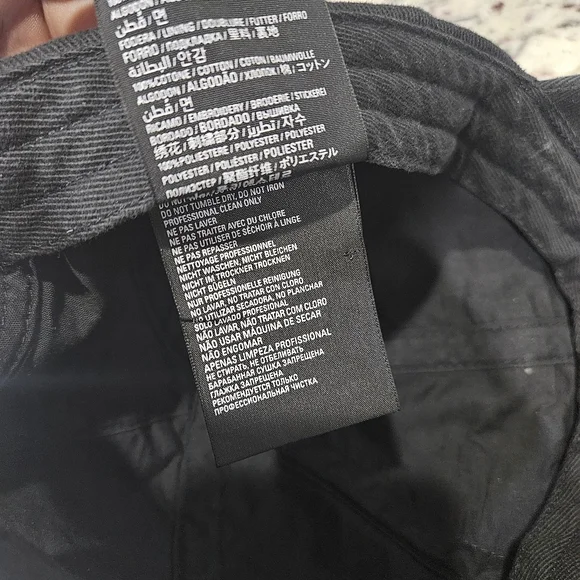 ALGODON / ALGODÃO
قطن / 면
FODERA / LINING / DOUBLURE / FUTTER / FORRO
FORRO / ПОДКЛАДКА / 里料 / 裏地
البطانة / 안감
100%COTONE / COTTON / COTON / BAUMWOLLE
ALGODON / ALGODÃO / ХЛОПОК / 棉 / コットン
قطن / 면
RICAMO / EMBROIDERY / BRODERIE / STICKEREI
BORDADO / BORDADO / ВЫШИВКА
绣花 / 刺繍部分 / تطريز / 자수
100%POLIESTERE / POLYESTER / POLYESTER
POLYESTER / POLIÉSTER / POLIÉSTER
ПОЛИЭСТЕР / 聚酯纤维 / ポリエステル
DO NOT TUMBLE DRY, DO NOT IRON
PROFESSIONAL CLEAN ONLY
NE PAS LAVER
NE PAS TRAITER AVEC DU CHLORE
NE PAS UTILISER DE SÉCHOIR À LINGE
NE PAS REPASSER
NETTOYAGE PROFESSIONNEL
NICHT WASCHEN, NICHT BLEICHEN
NICHT IM TROCKNER TROCKNEN
NICHT BÜGELN
NUR PROFESSIONELLE REINIGUNG
NO LAVAR, NO TRATAR CON CLORO
NO UTILIZAR SECADORA, NO PLANCHAR
SOLO LAVADO PROFESIONAL
NÃO LAVAR, NÃO TRATAR COM CLORO
NÃO USAR MÁQUINA DE SECAR
NÃO ENGOMAR
APENAS LIMPEZA PROFISSIONAL
НЕ СТИРАТЬ, НЕ ОТБЕЛИВАТЬ
БАРАБАННАЯ СУШКА ЗАПРЕЩЕНА
ГЛАЖКА ЗАПРЕЩЕНА
РЕКОМЕНДУЕТСЯ ТОЛЬКО
ПРОФЕССИОНАЛЬНАЯ ЧИСТКА